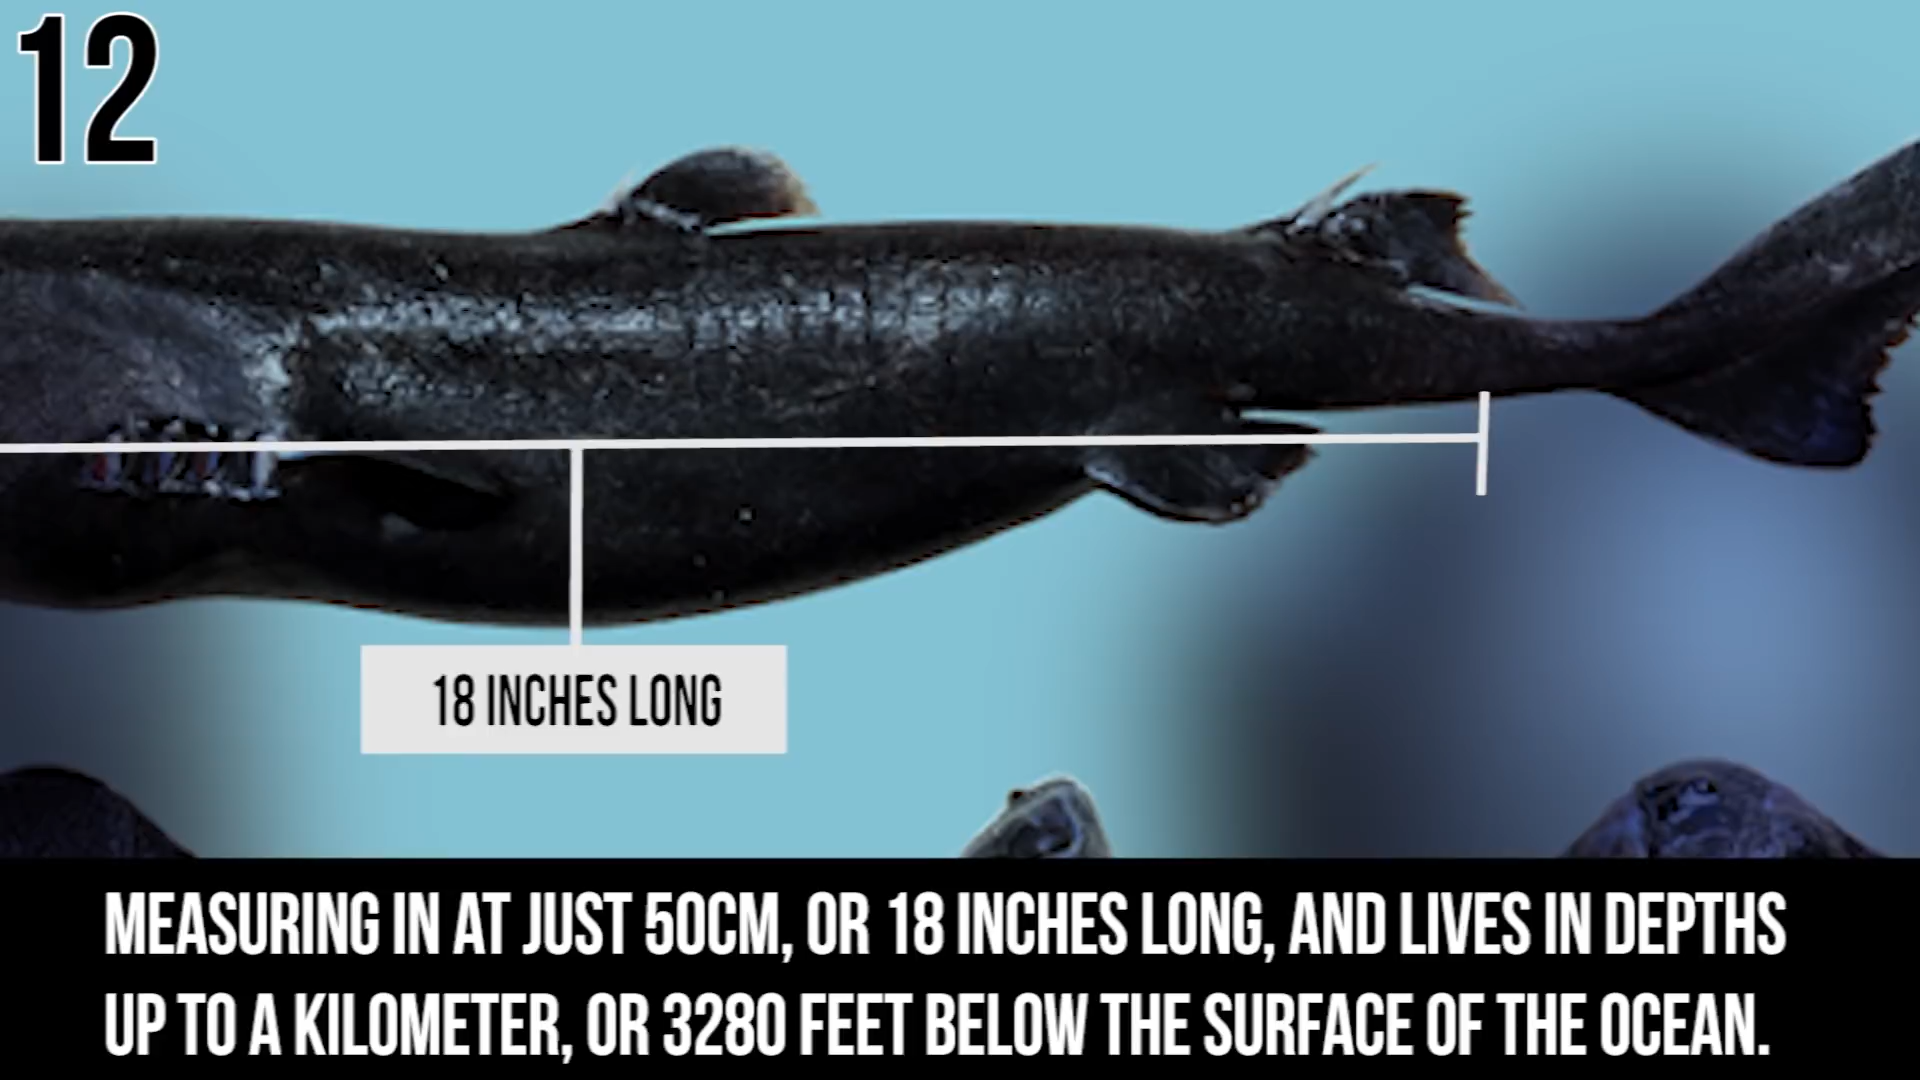 12
18 INCHES LONG
MEASURING IN AT JUST 50CM, OR 18 INCHES LONG, AND LIVES IN DEPTHS
UP TO A KILOMETER, OR 3280 FEET BELOW THE SURFACE OF THE OCEAN.